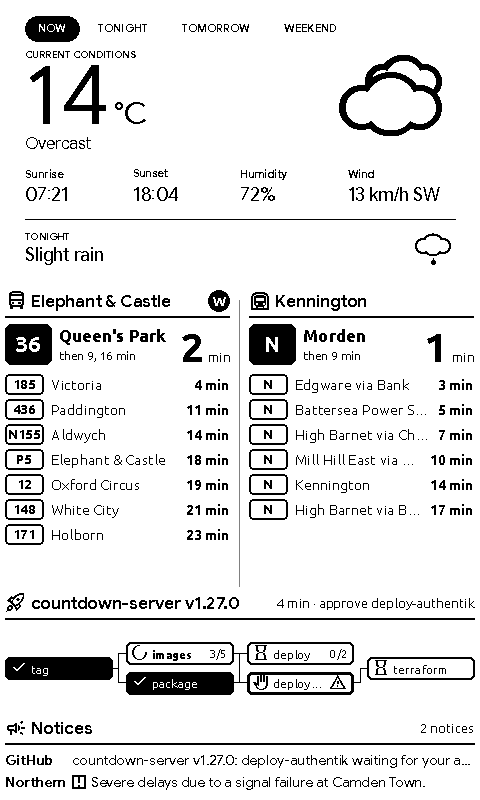 NOW TONIGHT TOMORROW WEEKEND
CURRENT CONDITIONS
14 °C
Overcast
Sunrise Sunset Humidity Wind
07:21 18:04 72% 13 km/h SW
TONIGHT
Slight rain
Elephant & Castle W
36 Queen's Park 2 min
then 9, 16 min
185 Victoria 4 min
436 Paddington 11 min
N155 Aldwych 14 min
P5 Elephant & Castle 18 min
12 Oxford Circus 19 min
148 White City 21 min
171 Holborn 23 min
Kennington
N Morden 1 min
then 9 min
N Edgware via Bank 3 min
N Battersea Power S... 5 min
N High Barnet via Ch... 7 min
N Mill Hill East via ... 10 min
N Kennington 14 min
N High Barnet via B... 17 min
countdown-server v1.27.0 4 min · approve deploy-authentik
tag
images 3/5
package
deploy 0/2
deploy...
terraform
Notices 2 notices
GitHub countdown-server v1.27.0: deploy-authentik waiting for your a...
Northern Severe delays due to a signal failure at Camden Town.